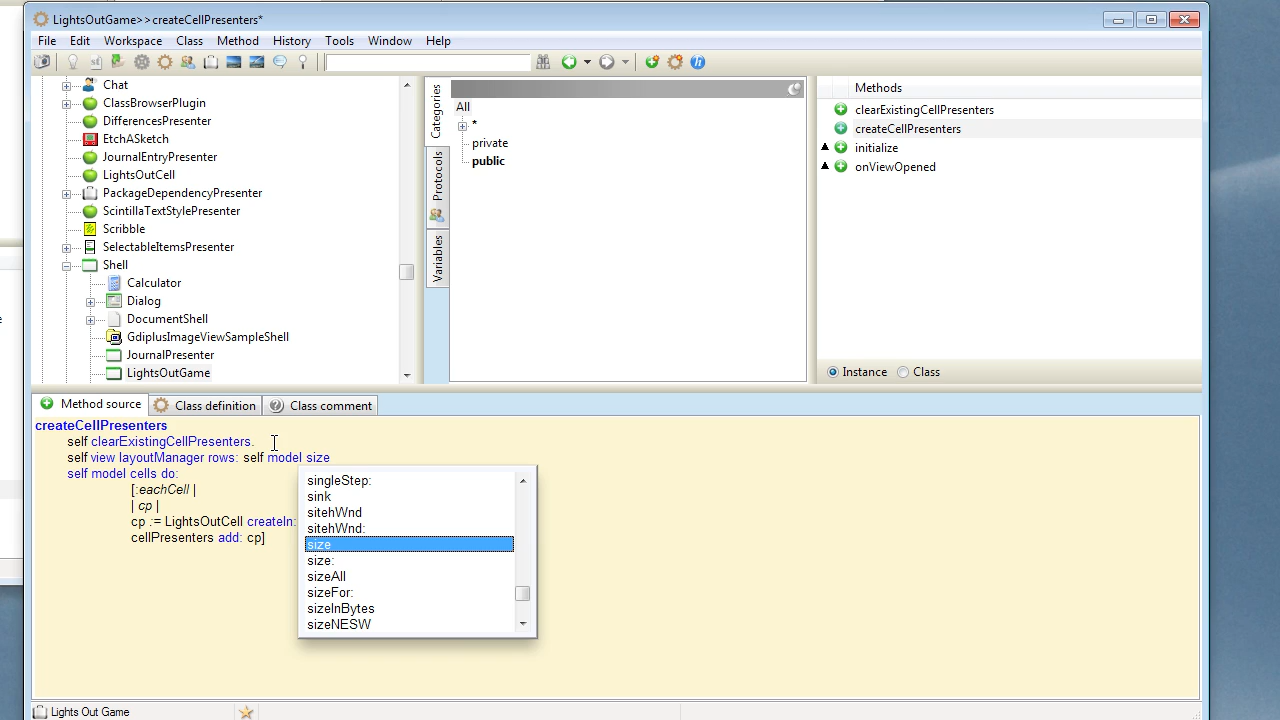 LightsOutGame>>createCellPresenters*
File Edit Workspace Class Method History Tools Window Help
Chat
ClassBrowserPlugin
DifferencesPresenter
EtchASketch
JournalEntryPresenter
LightsOutCell
PackageDependencyPresenter
ScintillaTextStylePresenter
Scribble
SelectableItemsPresenter
Shell
Calculator
Dialog
DocumentShell
GdiplusImageViewSampleShell
JournalPresenter
LightsOutGame
Categories
Protocols
Variables
All
*
private
public
Methods
clearExistingCellPresenters
createCellPresenters
initialize
onViewOpened
Instance Class
Method source Class definition Class comment
createCellPresenters
self clearExistingCellPresenters.
self view layoutManager rows: self model size
self model cells do:
[:eachCell |
| cp |
cp := LightsOutCell createIn:
cellPresenters add: cp]
singleStep:
sink
sitehWnd
sitehWnd:
size
size:
sizeAll
sizeFor:
sizeInBytes
sizeNESW
Lights Out Game